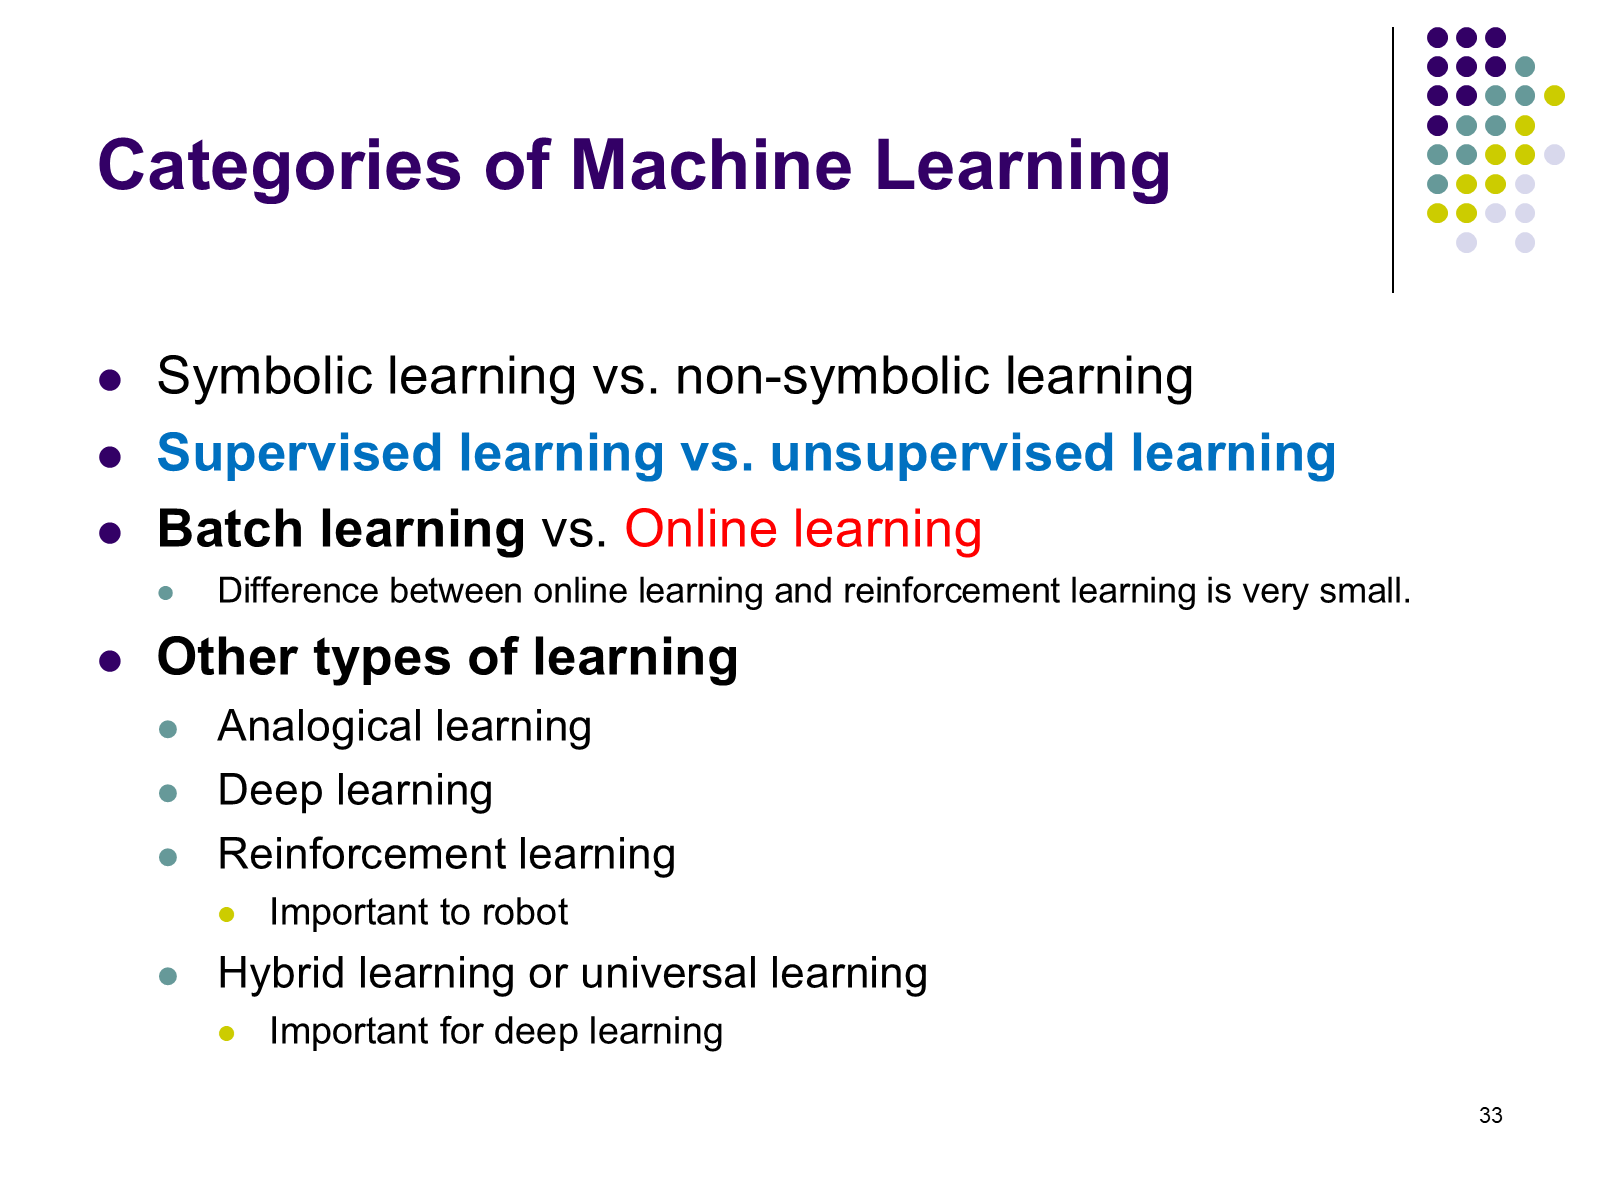 Categories of Machine Learning
Symbolic learning vs. non-symbolic learning
Supervised learning vs. unsupervised learning
Batch learning vs. Online learning
Difference between online learning and reinforcement learning is very small.
Other types of learning
Analogical learning
Deep learning
Reinforcement learning
Important to robot
Hybrid learning or universal learning
Important for deep learning
33